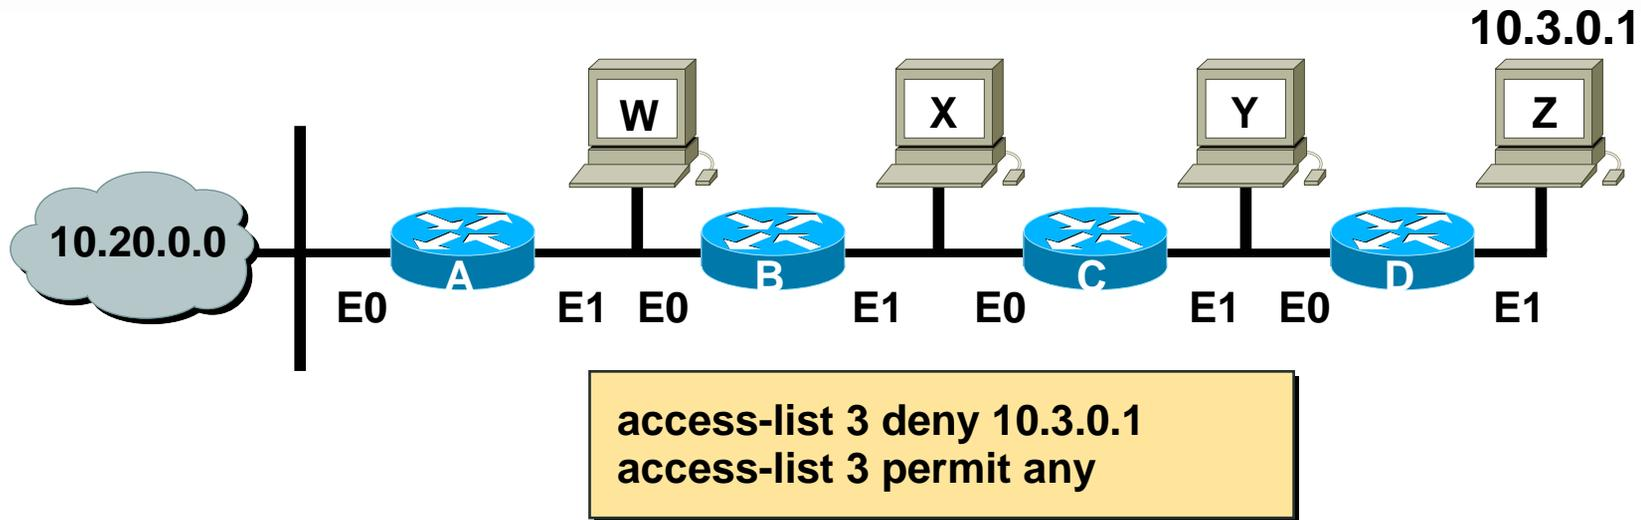 10.3.0.1
W X Y Z
10.20.0.0
A B C D
E0 E1 E0 E1 E0 E1 E0 E1
access-list 3 deny 10.3.0.1
access-list 3 permit any